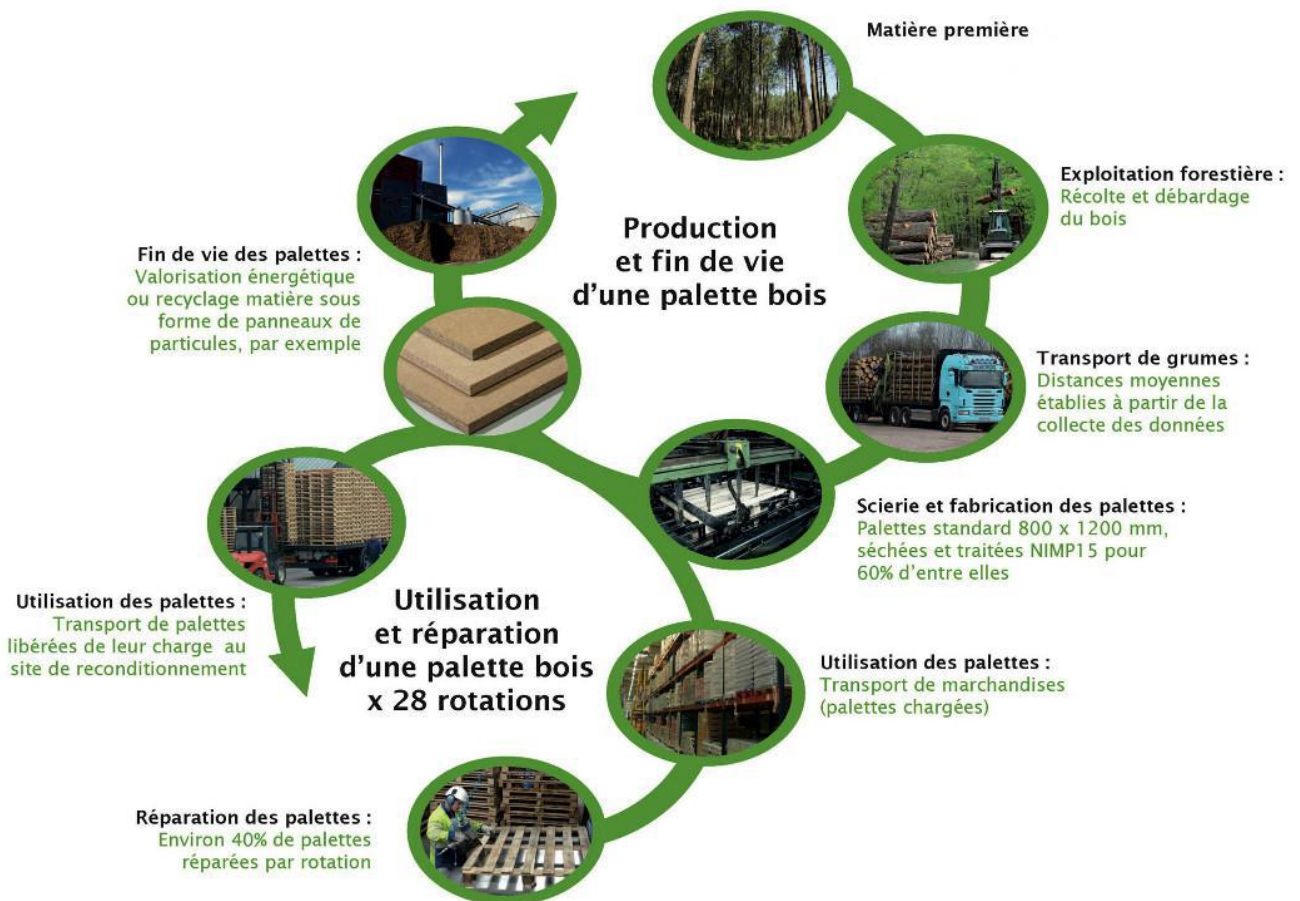 Matière première
Exploitation forestière :
Récolte et débardage
du bois
Production
et fin de vie
d'une palette bois
Fin de vie des palettes :
Valorisation énergétique
ou recyclage matière sous
forme de panneaux de
particules, par exemple
Transport de grumes :
Distances moyennes
établies à partir de la
collecte des données
Scierie et fabrication des palettes :
Palettes standard 800 x 1200 mm,
séchées et traitées NIMP15 pour
60% d'entre elles
Utilisation des palettes :
Transport de palettes
libérées de leur charge au
site de reconditionnement
Utilisation
et réparation
d'une palette bois
x 28 rotations
Utilisation des palettes :
Transport de marchandises
(palettes chargées)
Réparation des palettes :
Environ 40% de palettes
réparées par rotation